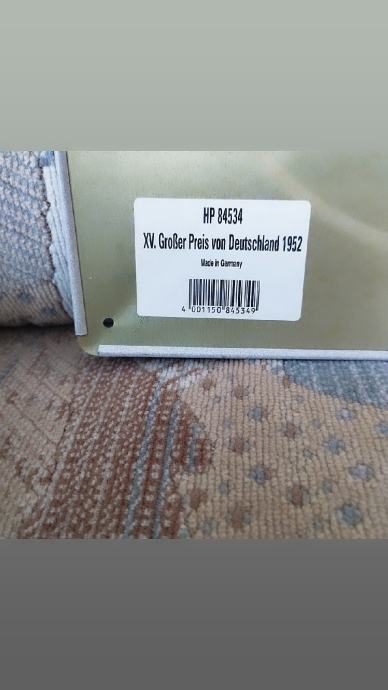 HP 84534
XV. Großer Preis von Deutschland 1952
Made in Germany
4 001150 845349